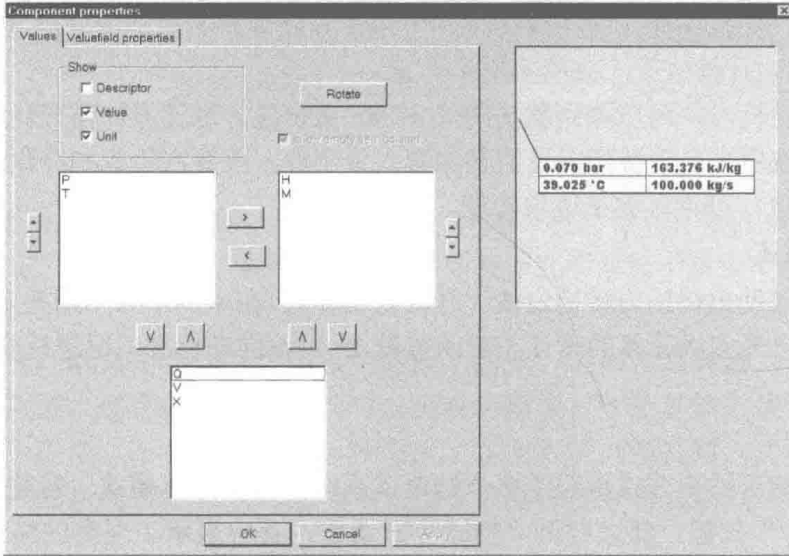 Component properties
Values Valuefield properties
Show
Descriptor
Value
Unit
Rotate
P
T
>
<
H
M
0.070 bar 163.376 kJ/kg
39.025 °C 100.000 kg/s
V Λ
Λ V
Q
V
X
OK Cancel Apply